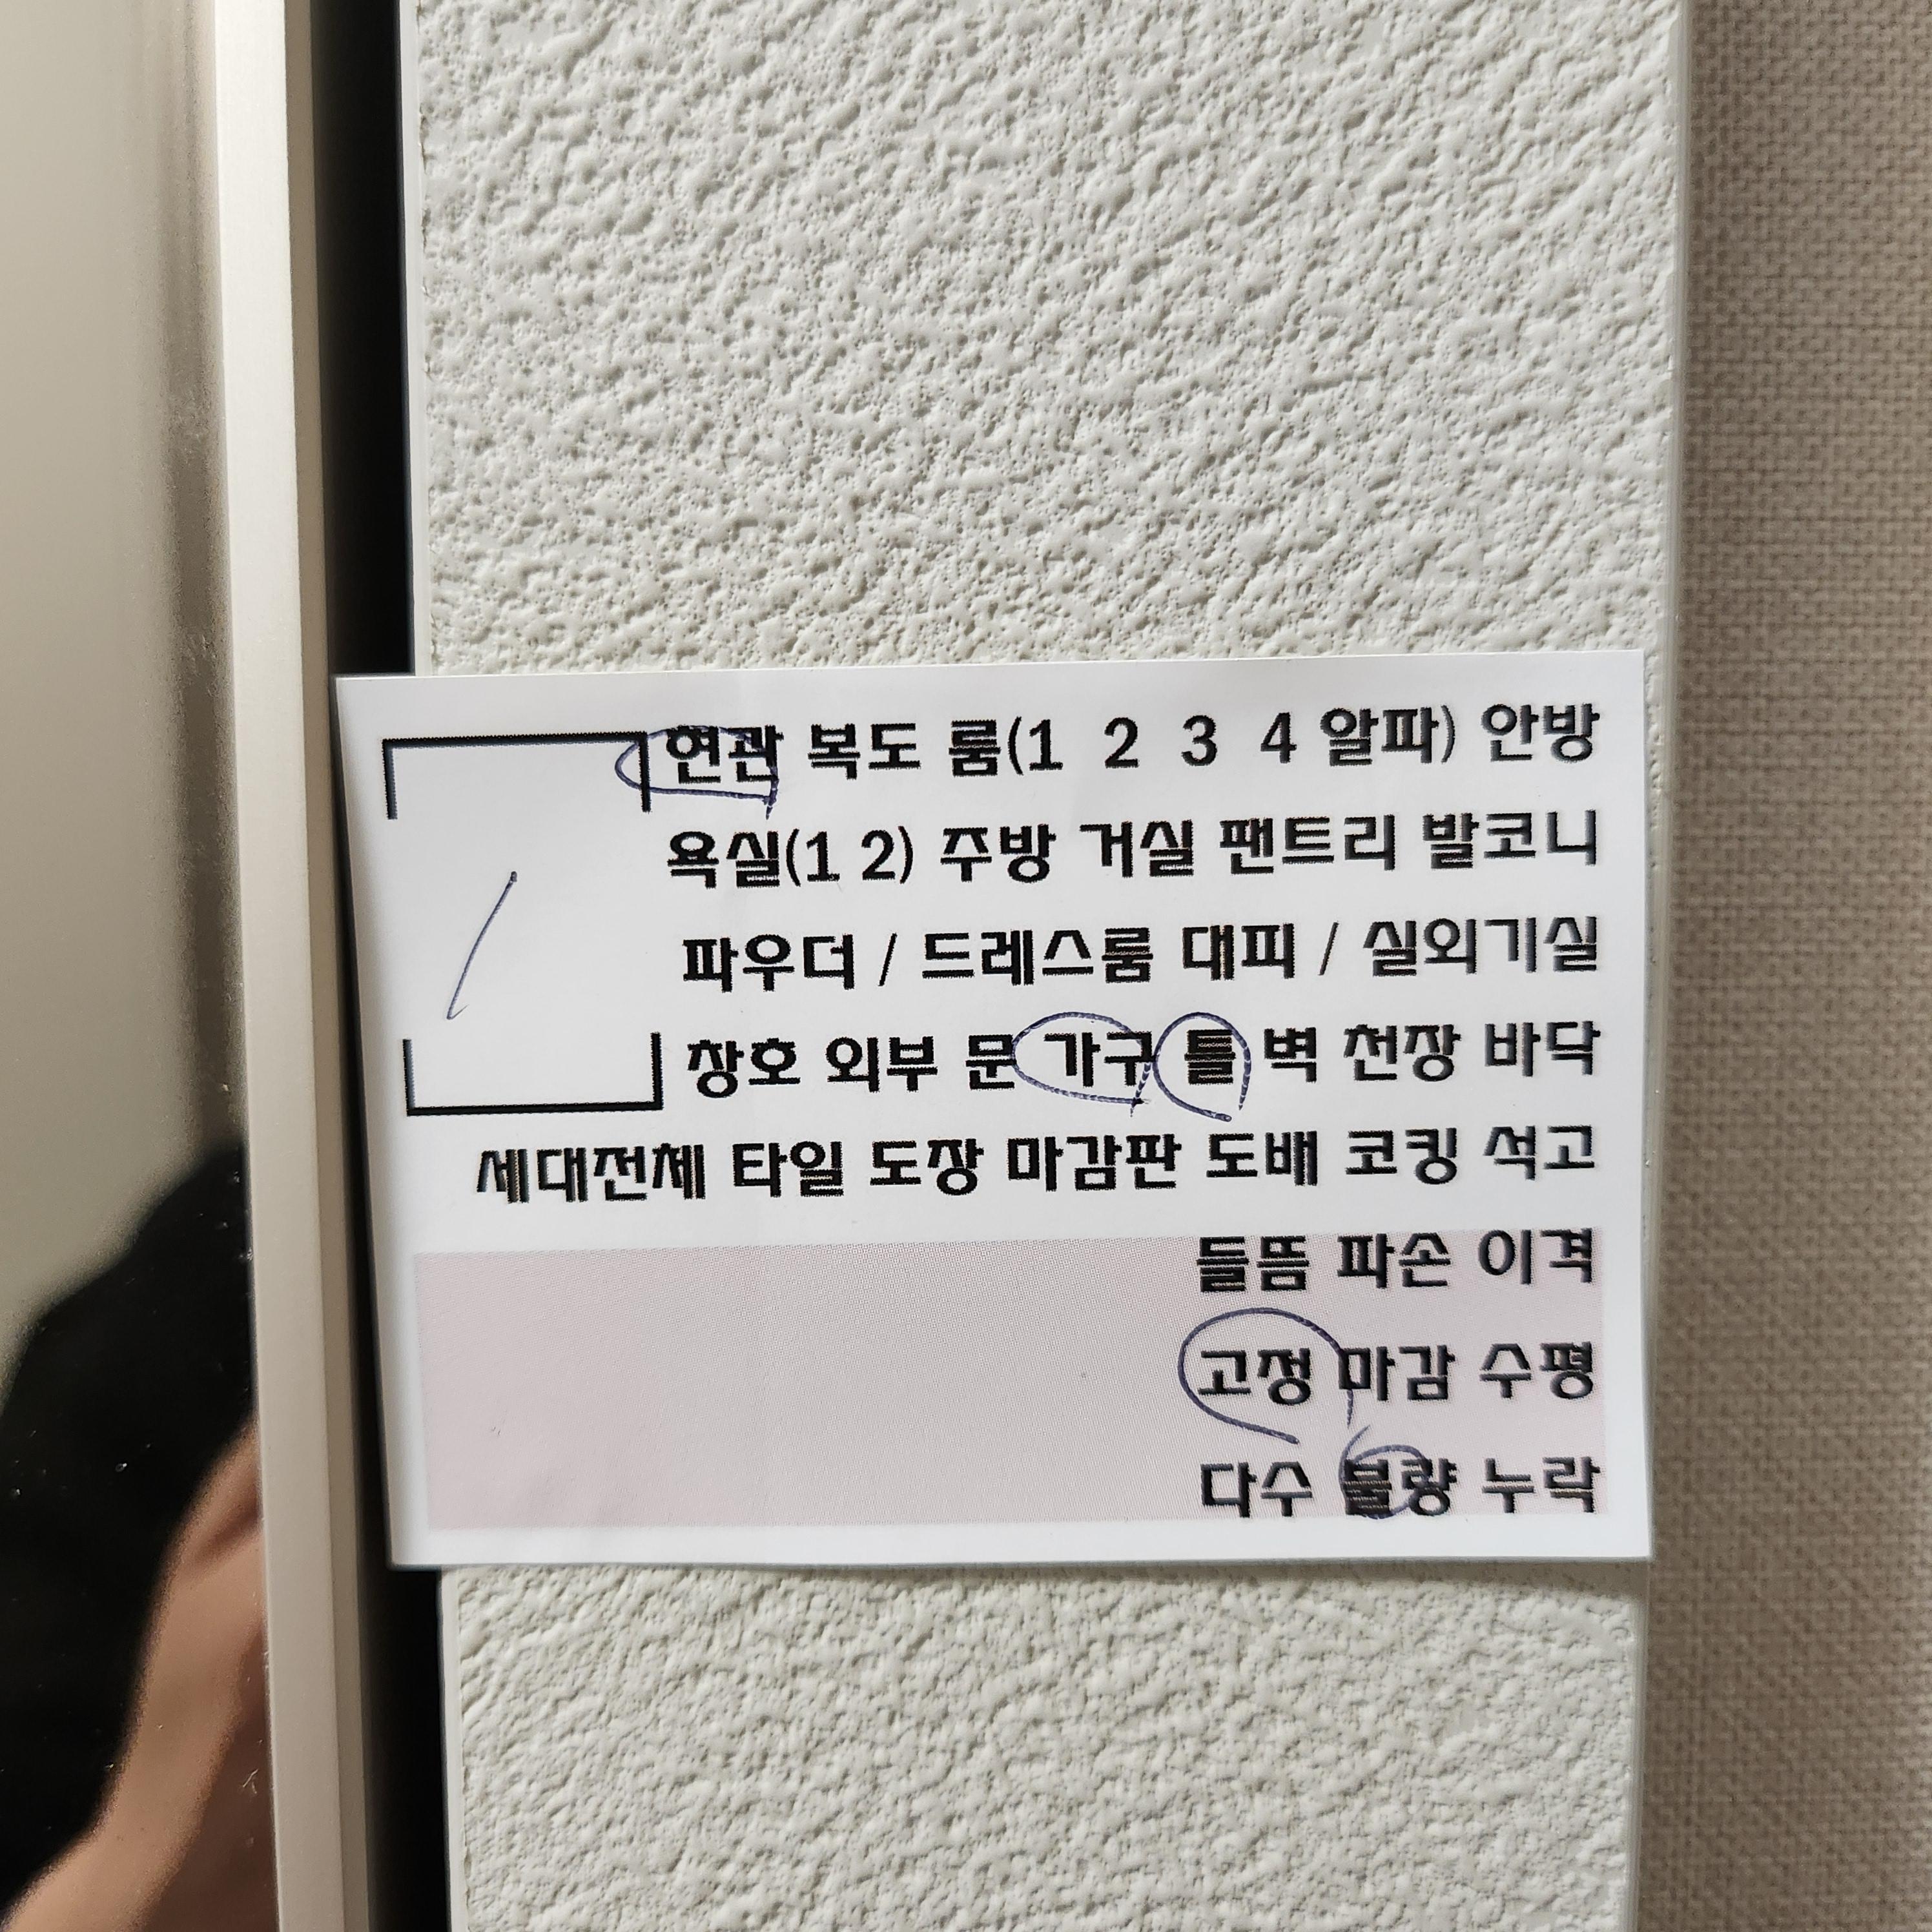 현관 복도 룸(1 2 3 4 알파) 안방
욕실(1 2) 주방 거실 팬트리 발코니
파우더 / 드레스룸 대피 / 실외기실
창호 외부 문 가구 틀 벽 천장 바닥
세대전체 타일 도장 마감판 도배 코킹 석고
들뜸 파손 이격
고정 마감 수평
다수 불량 누락
/